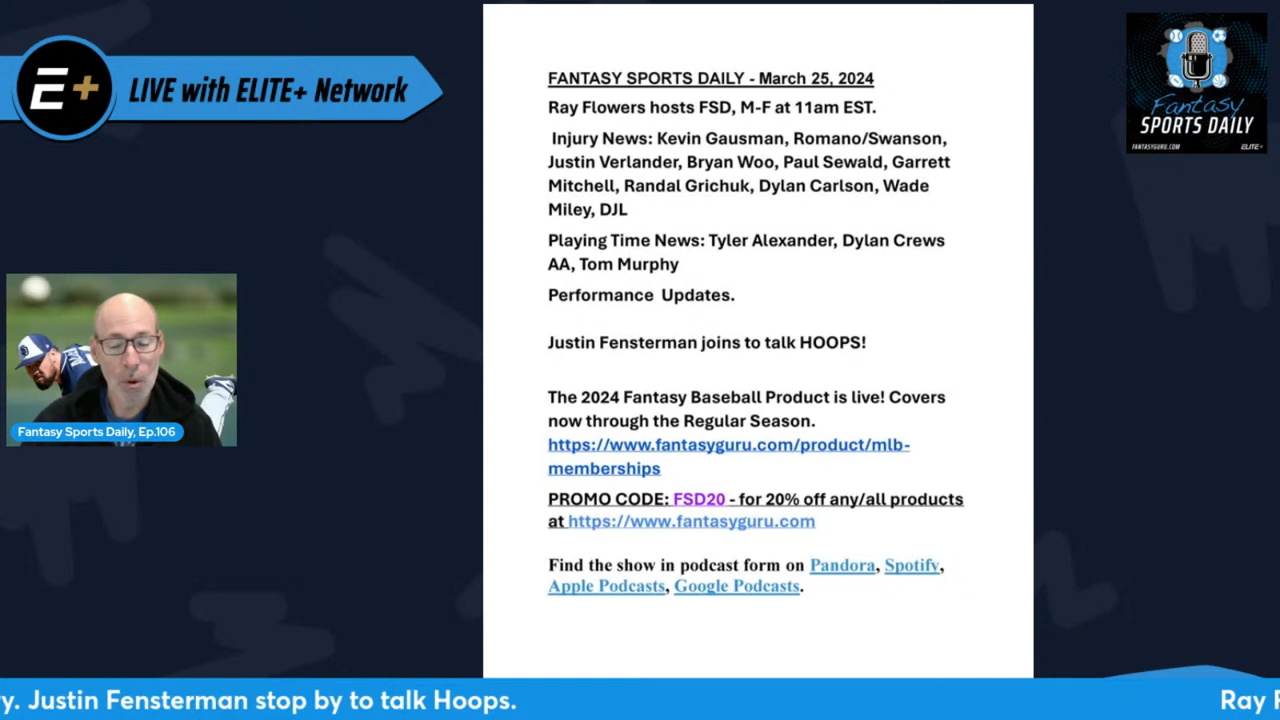 E+ LIVE with ELITE+ Network
FANTASY SPORTS DAILY - March 25, 2024
Ray Flowers hosts FSD, M-F at 11am EST.
Injury News: Kevin Gausman, Romano/Swanson,
Justin Verlander, Bryan Woo, Paul Sewald, Garrett
Mitchell, Randal Grichuk, Dylan Carlson, Wade
Miley, DJL
Playing Time News: Tyler Alexander, Dylan Crews
AA, Tom Murphy
Performance Updates.
Justin Fensterman joins to talk HOOPS!
The 2024 Fantasy Baseball Product is live! Covers
now through the Regular Season.
https://www.fantasyguru.com/product/mlb-
memberships
PROMO CODE: FSD20 - for 20% off any/all products
at https://www.fantasyguru.com
Find the show in podcast form on Pandora, Spotify,
Apple Podcasts, Google Podcasts.
Fantasy
SPORTS DAILY
FANTASYGURU.COM ELITE+
Fantasy Sports Daily, Ep.106
y. Justin Fensterman stop by to talk Hoops.
Ray F